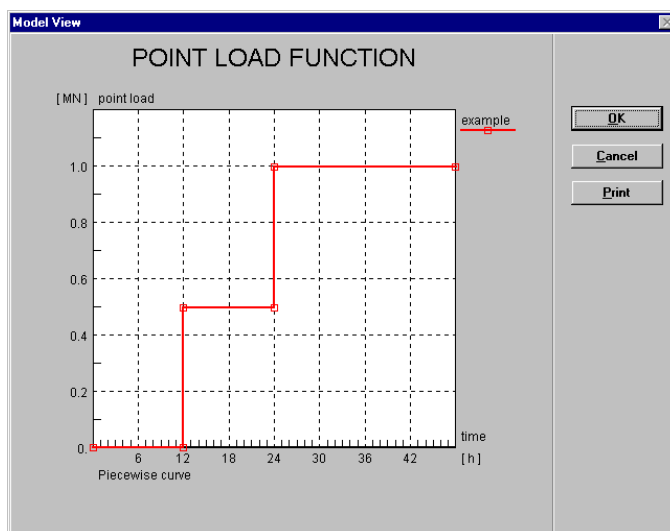 Model View
POINT LOAD FUNCTION
[ MN ] point load
example
1.0
0.8
0.6
0.4
0.2
0.
time
6 12 18 24 30 36 42 [ h ]
Piecewise curve
OK
Cancel
Print